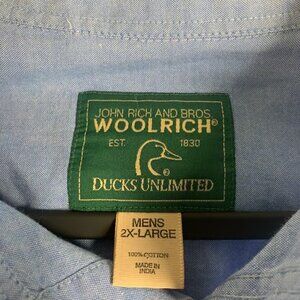 JOHN RICH AND BROS.
WOOLRICH®
EST. 1830
DUCKS UNLIMITED
MENS
2X-LARGE
100% COTTON
MADE IN
INDIA